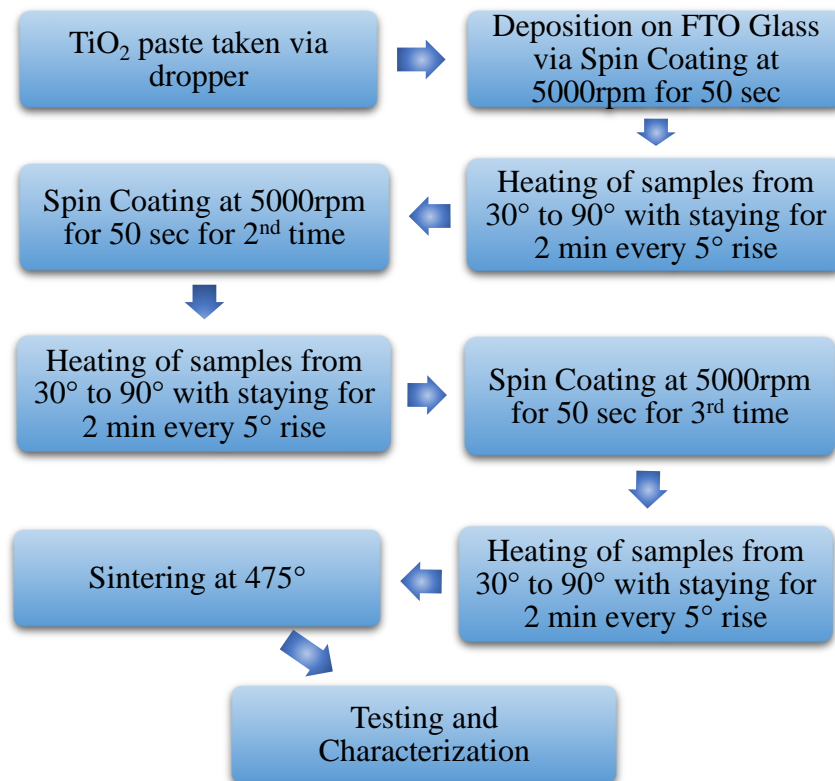 TiO₂ paste taken via
dropper
Deposition on FTO Glass
via Spin Coating at
5000rpm for 50 sec
Heating of samples from
30° to 90° with staying for
2 min every 5° rise
Spin Coating at 5000rpm
for 50 sec for 2ⁿᵈ time
Heating of samples from
30° to 90° with staying for
2 min every 5° rise
Spin Coating at 5000rpm
for 50 sec for 3ʳᵈ time
Heating of samples from
30° to 90° with staying for
2 min every 5° rise
Sintering at 475°
Testing and
Characterization